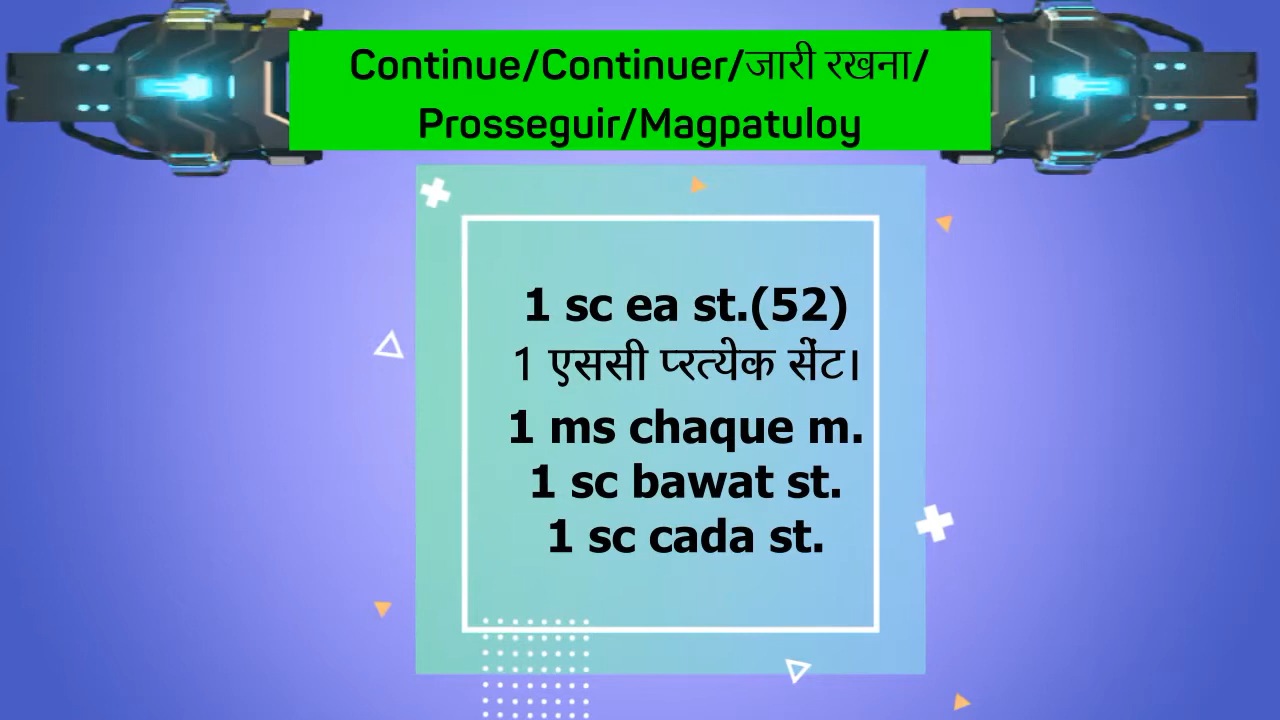 Continue/Continuer/जारी रखना/
Prosseguir/Magpatuloy
1 sc ea st.(52)
1 एससी प्रत्येक सेंट।
1 ms chaque m.
1 sc bawat st.
1 sc cada st.